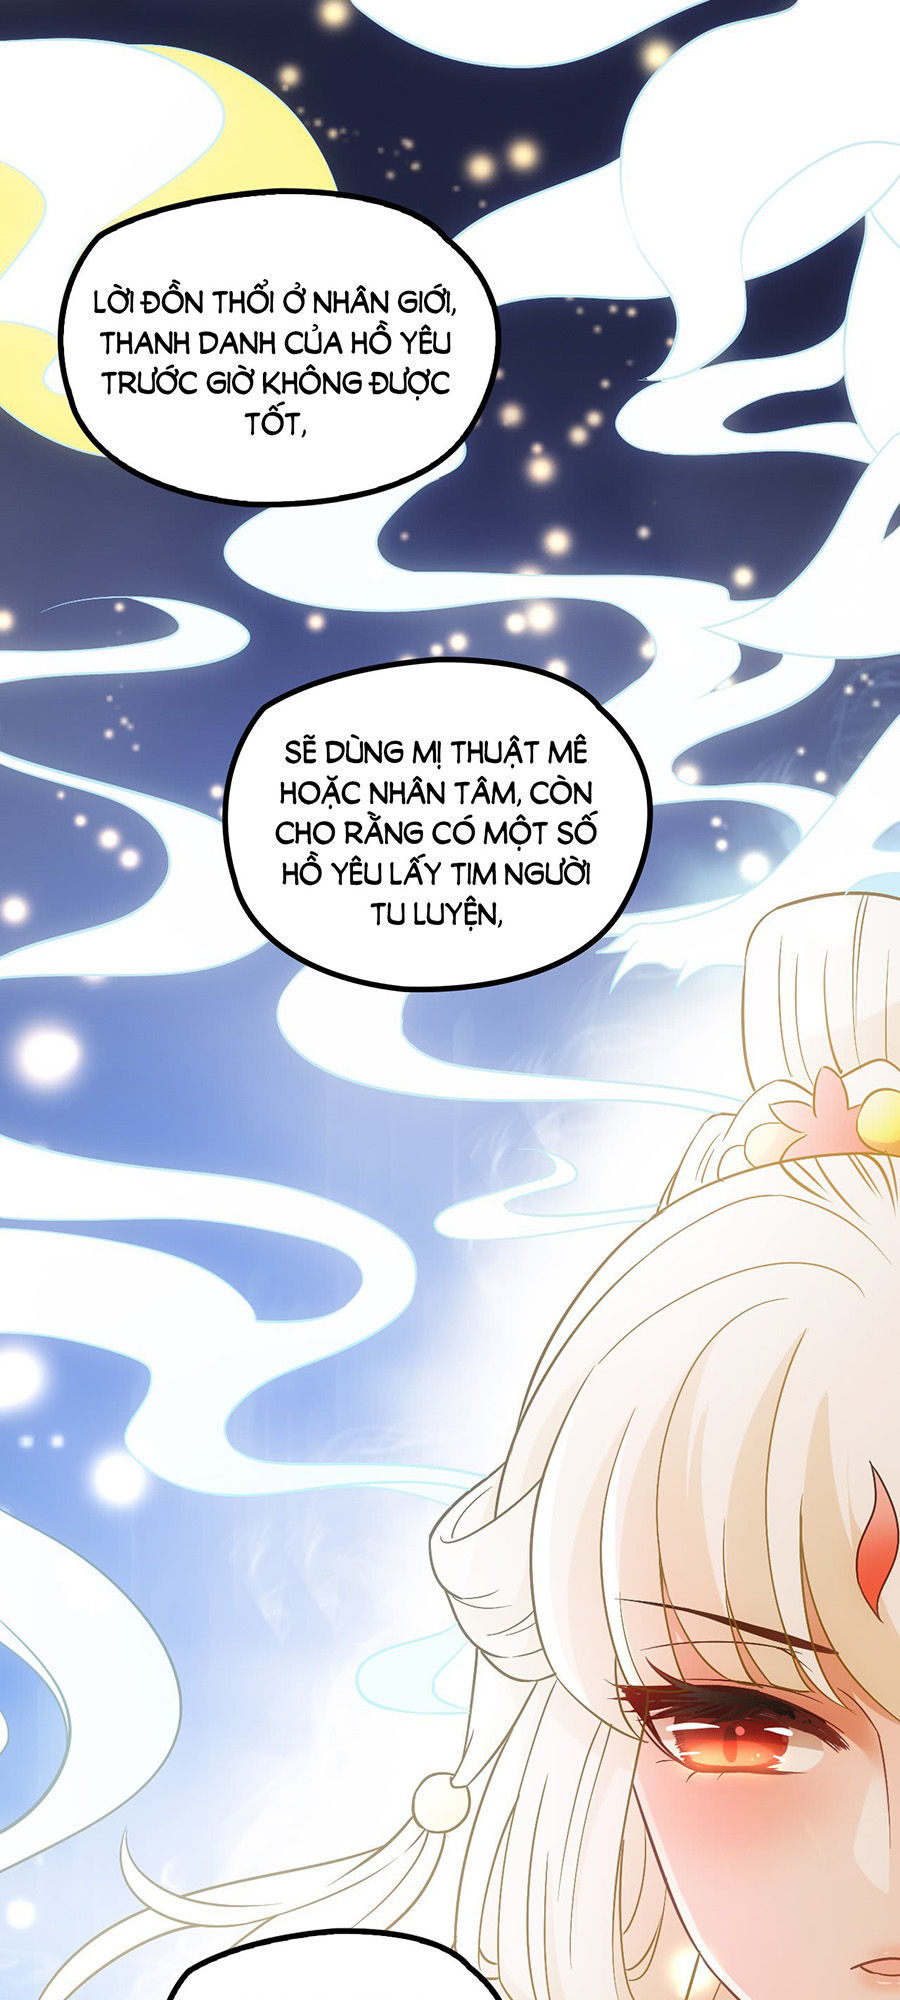 LỜI ĐỒN THỔI Ở NHÂN GIỚI,
THANH DANH CỦA HỒ YÊU
TRƯỚC GIỜ KHÔNG ĐƯỢC
TỐT,
SẼ DÙNG MỊ THUẬT MÊ
HOẶC NHÂN TÂM, CÒN
CHO RẰNG CÓ MỘT SỐ
HỒ YÊU LẤY TIM NGƯỜI
TU LUYỆN,